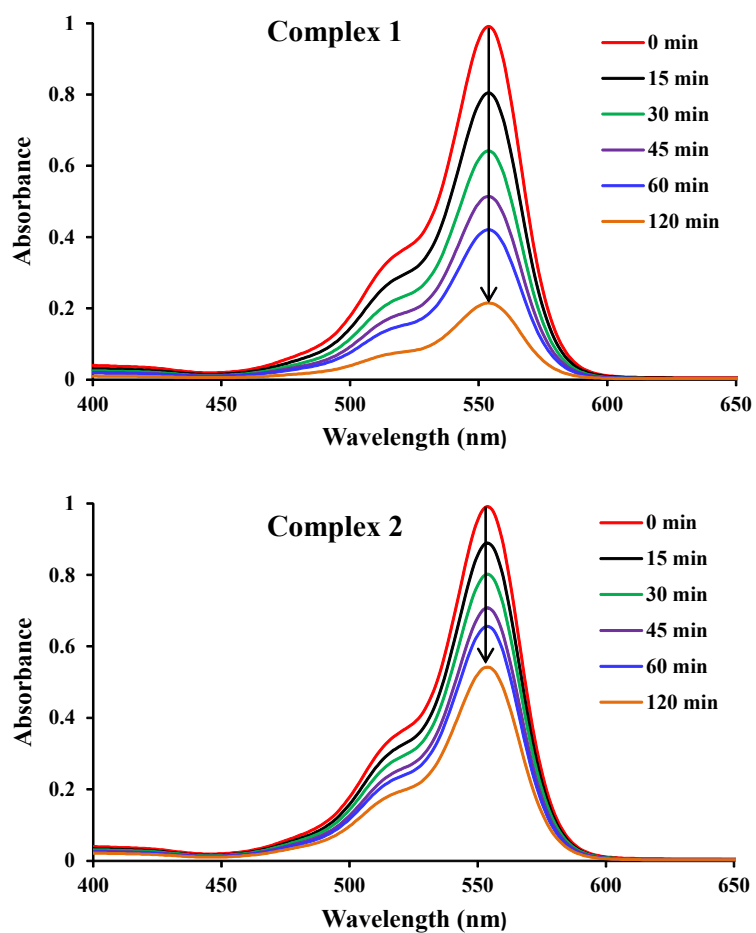 Complex 1
1
0.8
0.6
0.4
0.2
0
Absorbance
400
450
500
550
600
650
Wavelength (nm)
0 min
15 min
30 min
45 min
60 min
120 min
Complex 2
1
0.8
0.6
0.4
0.2
0
Absorbance
400
450
500
550
600
650
Wavelength (nm)
0 min
15 min
30 min
45 min
60 min
120 min